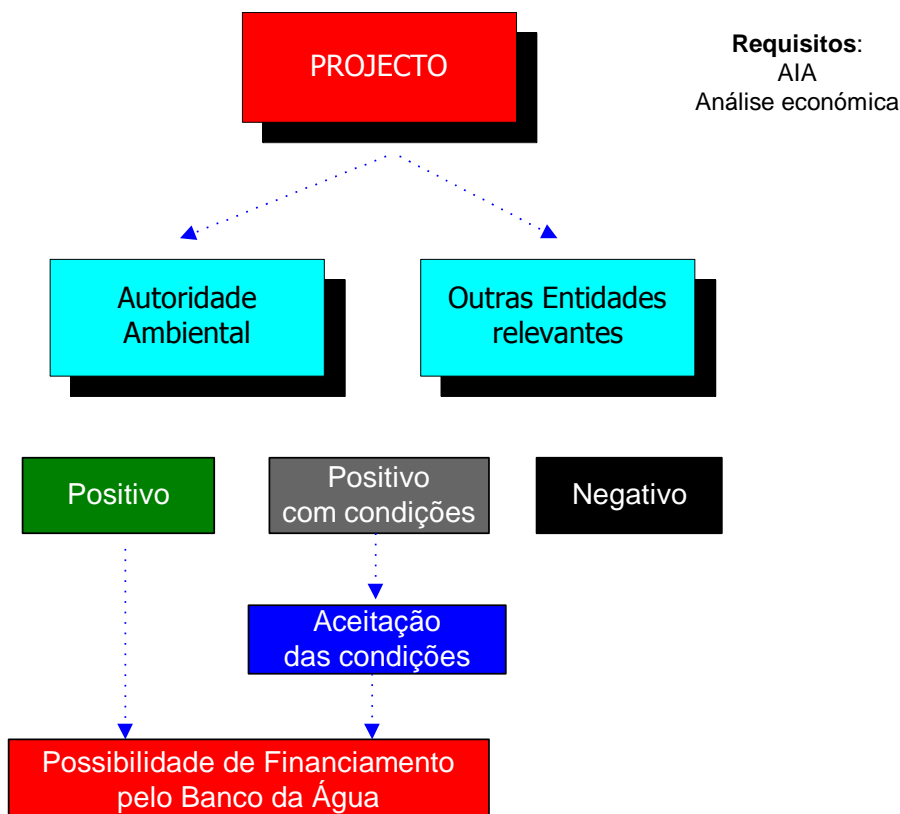 PROJECTO
Requisitos:
AIA
Análise económica
Autoridade
Ambiental
Outras Entidades
relevantes
Positivo
Positivo
com condições
Negativo
Aceitação
das condições
Possibilidade de Financiamento
pelo Banco da Água